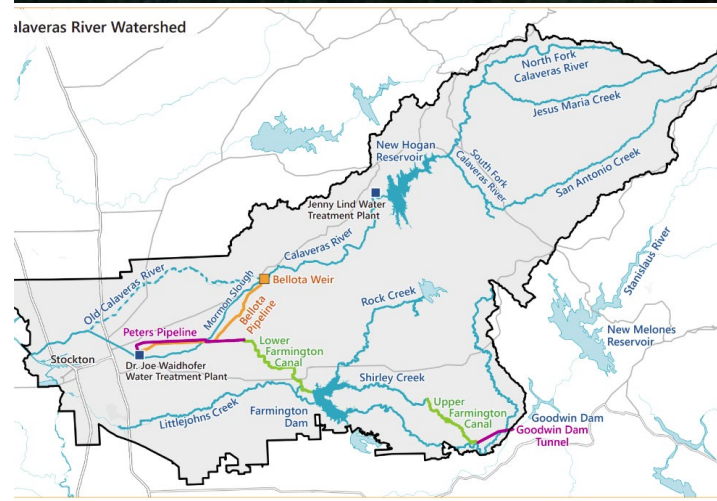 alaveras River Watershed
North Fork
Calaveras River
Jesus Maria Creek
New Hogan
Reservoir
South Fork
Calaveras River
San Antonio Creek
Jenny Lind Water
Treatment Plant
Calaveras River
Stanislaus River
Old Calaveras River
Mormon Slough
Bellota Weir
Bellota
Pipeline
Rock Creek
New Melones
Reservoir
Peters Pipeline
Stockton
Dr. Joe Waidhofer
Water Treatment Plant
Lower
Farmington
Canal
Shirley Creek
Littlejohns Creek
Farmington
Dam
Upper
Farmington
Canal
Goodwin Dam
Goodwin Dam
Tunnel